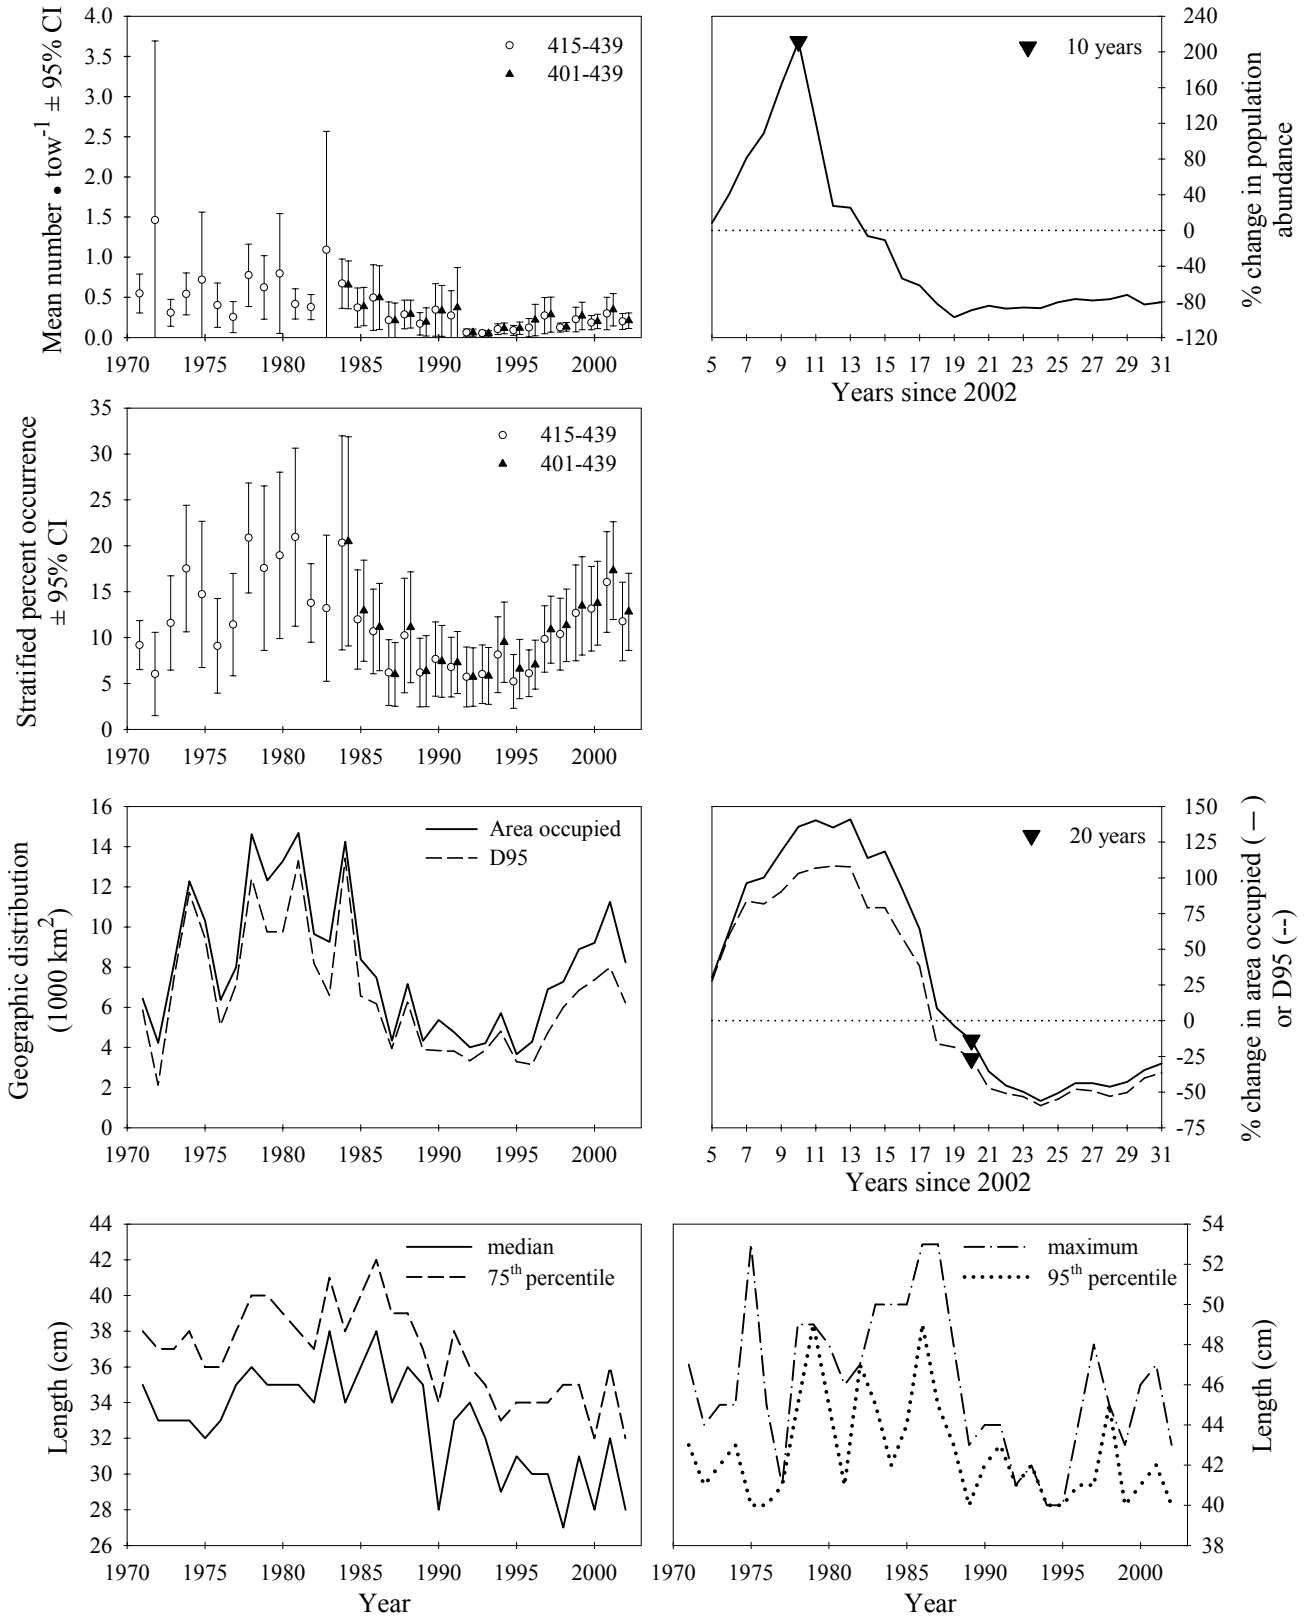 Mean number • tow-1 ± 95% CI
4.0
3.5
3.0
2.5
2.0
1.5
1.0
0.5
0.0
415-439
401-439
1970 1975 1980 1985 1990 1995 2000
10 years
240
200
160
120
80
40
0
-40
-80
-120
% change in population
abundance
5 7 9 11 13 15 17 19 21 23 25 27 29 31
Years since 2002
Stratified percent occurrence
± 95% CI
35
30
25
20
15
10
5
0
415-439
401-439
1970 1975 1980 1985 1990 1995 2000
Geographic distribution
(1000 km2)
16
14
12
10
8
6
4
2
0
Area occupied
D95
1970 1975 1980 1985 1990 1995 2000
20 years
150
125
100
75
50
25
0
-25
-50
-75
% change in area occupied (—)
or D95 (--)
5 7 9 11 13 15 17 19 21 23 25 27 29 31
Years since 2002
Length (cm)
44
42
40
38
36
34
32
30
28
26
median
75th percentile
1970 1975 1980 1985 1990 1995 2000
Year
maximum
95th percentile
54
52
50
48
46
44
42
40
38
Length (cm)
1970 1975 1980 1985 1990 1995 2000
Year